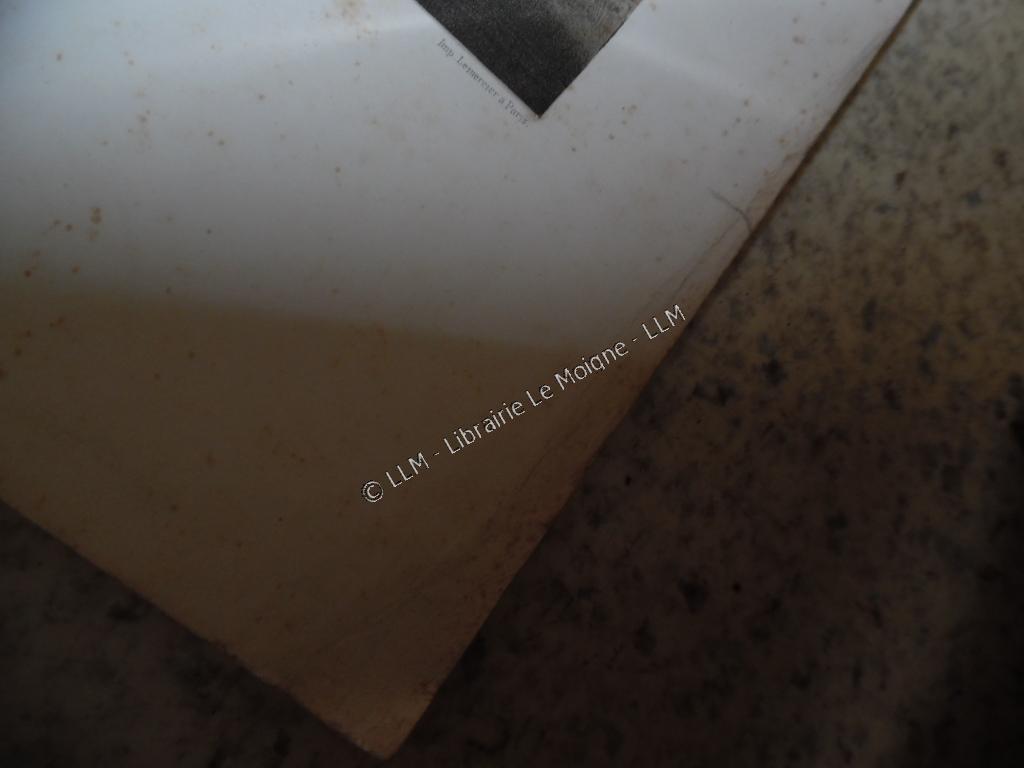 Imp. Lemercier à Paris.
© LLM - Librairie Le Moigne - LLM